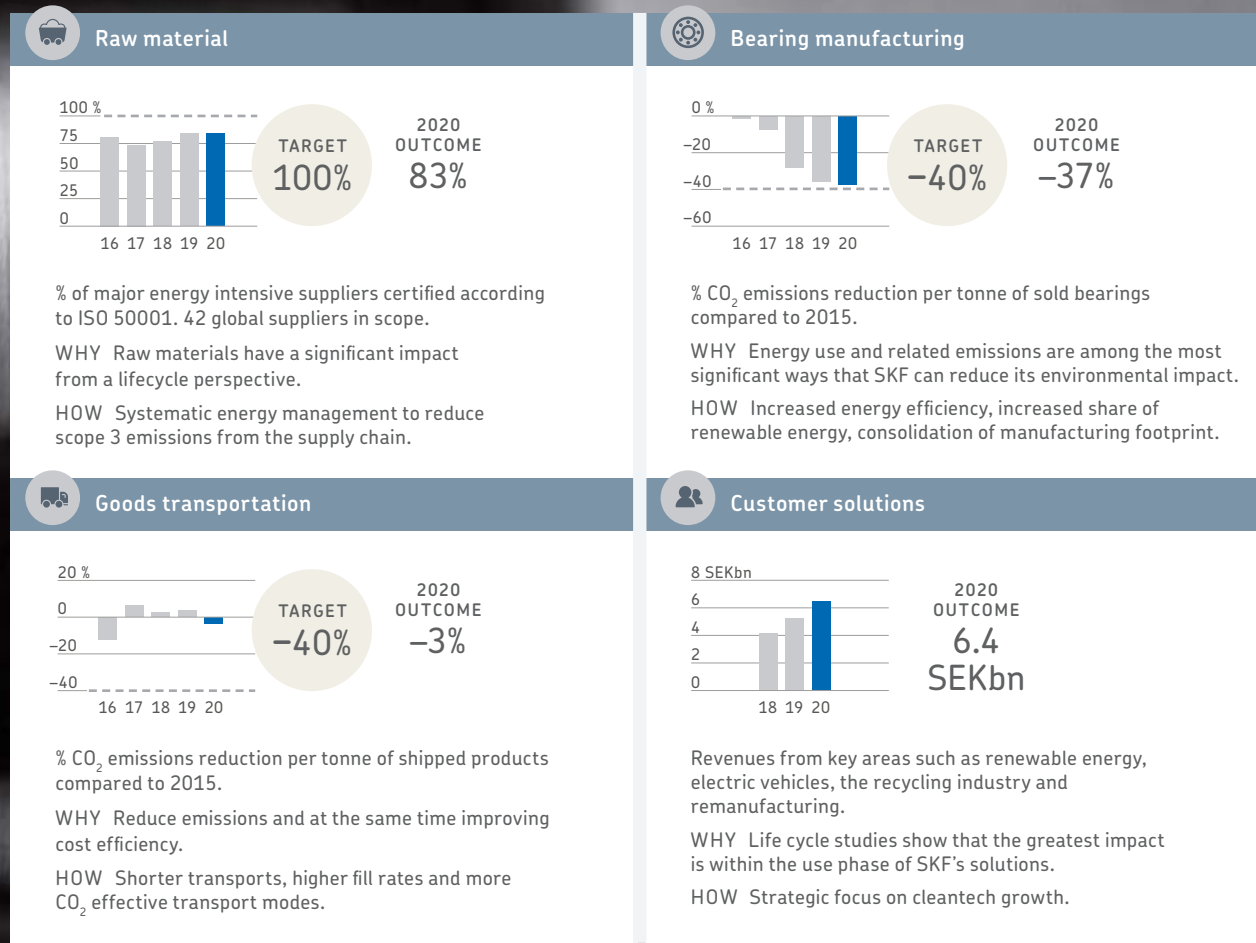 Raw material
100 %
75
50
25
0
16 17 18 19 20
TARGET
100%
2020
OUTCOME
83%
% of major energy intensive suppliers certified according
to ISO 50001. 42 global suppliers in scope.
WHY Raw materials have a significant impact
from a lifecycle perspective.
HOW Systematic energy management to reduce
scope 3 emissions from the supply chain.
Bearing manufacturing
0 %
−20
−40
−60
16 17 18 19 20
TARGET
−40%
2020
OUTCOME
−37%
% CO₂ emissions reduction per tonne of sold bearings
compared to 2015.
WHY Energy use and related emissions are among the most
significant ways that SKF can reduce its environmental impact.
HOW Increased energy efficiency, increased share of
renewable energy, consolidation of manufacturing footprint.
Goods transportation
20 %
0
−20
−40
16 17 18 19 20
TARGET
−40%
2020
OUTCOME
−3%
% CO₂ emissions reduction per tonne of shipped products
compared to 2015.
WHY Reduce emissions and at the same time improving
cost efficiency.
HOW Shorter transports, higher fill rates and more
CO₂ effective transport modes.
Customer solutions
8 SEKbn
6
4
2
0
18 19 20
2020
OUTCOME
6.4
SEKbn
Revenues from key areas such as renewable energy,
electric vehicles, the recycling industry and
remanufacturing.
WHY Life cycle studies show that the greatest impact
is within the use phase of SKF's solutions.
HOW Strategic focus on cleantech growth.